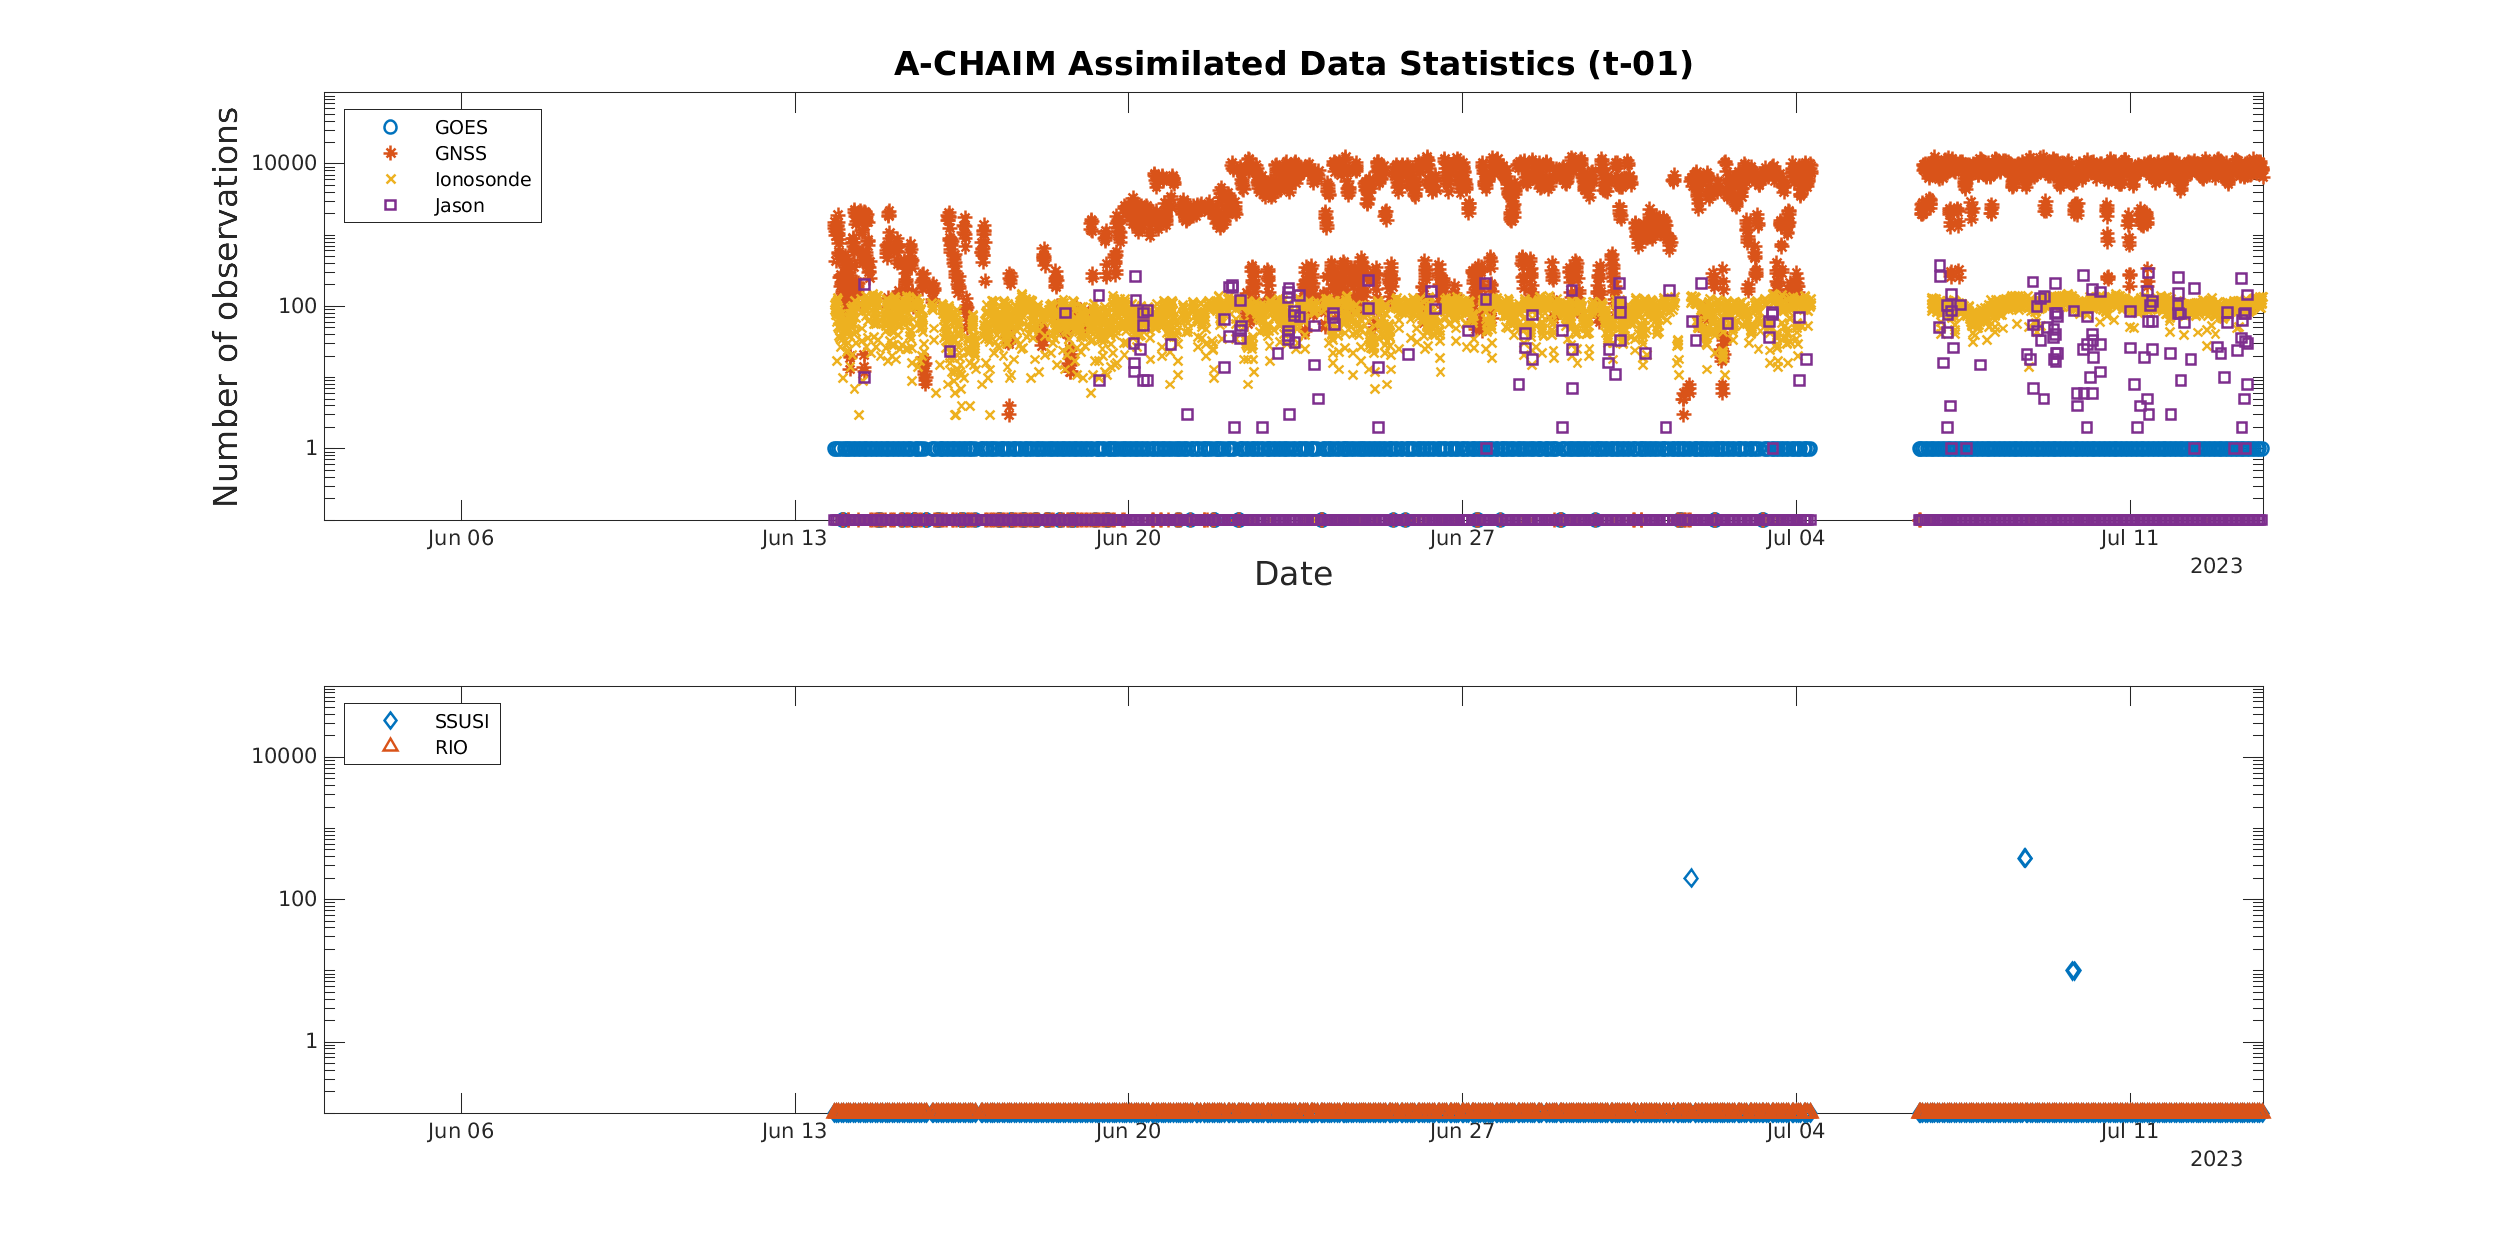 A-CHAIM Assimilated Data Statistics (t-01)
Number of observations
10000
100
1
GOES
GNSS
Ionosonde
Jason
Jun 06
Jun 13
Jun 20
Jun 27
Jul 04
Jul 11
2023
Date
10000
100
1
SSUSI
RIO
Jun 06
Jun 13
Jun 20
Jun 27
Jul 04
Jul 11
2023